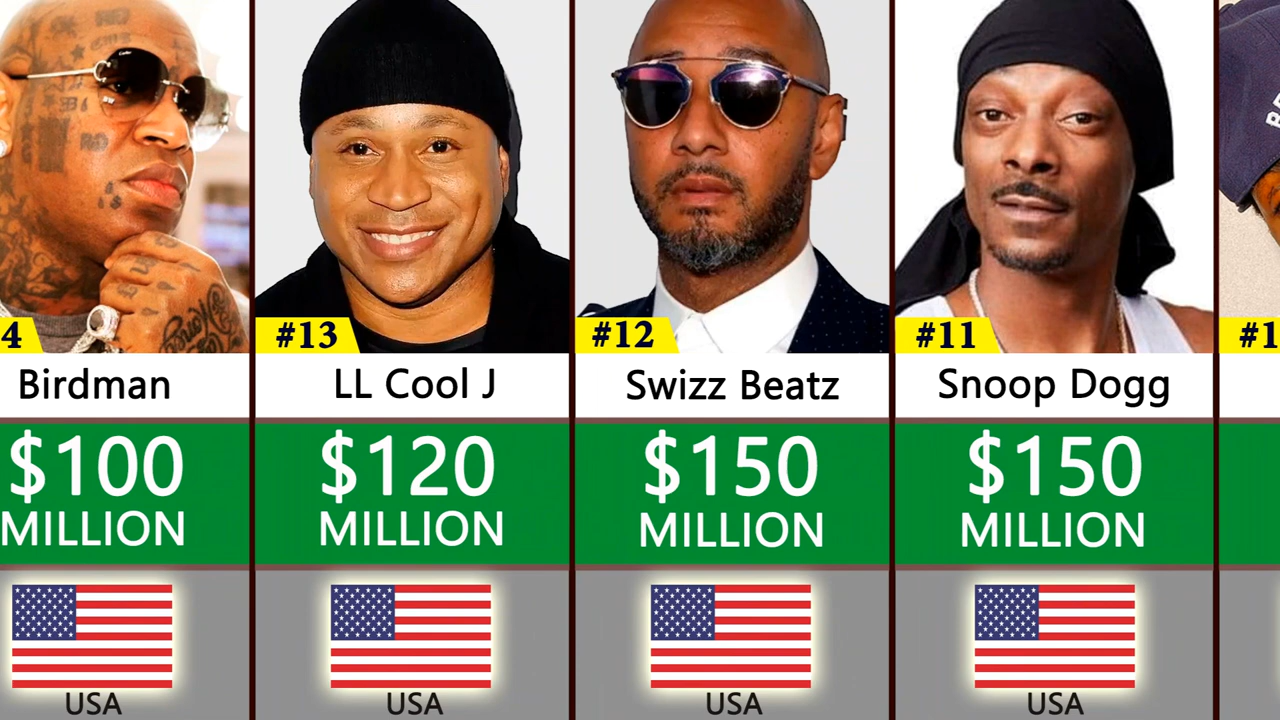 4
Birdman
$100
MILLION
USA
#13
LL Cool J
$120
MILLION
USA
#12
Swizz Beatz
$150
MILLION
USA
#11
Snoop Dogg
$150
MILLION
USA
#1